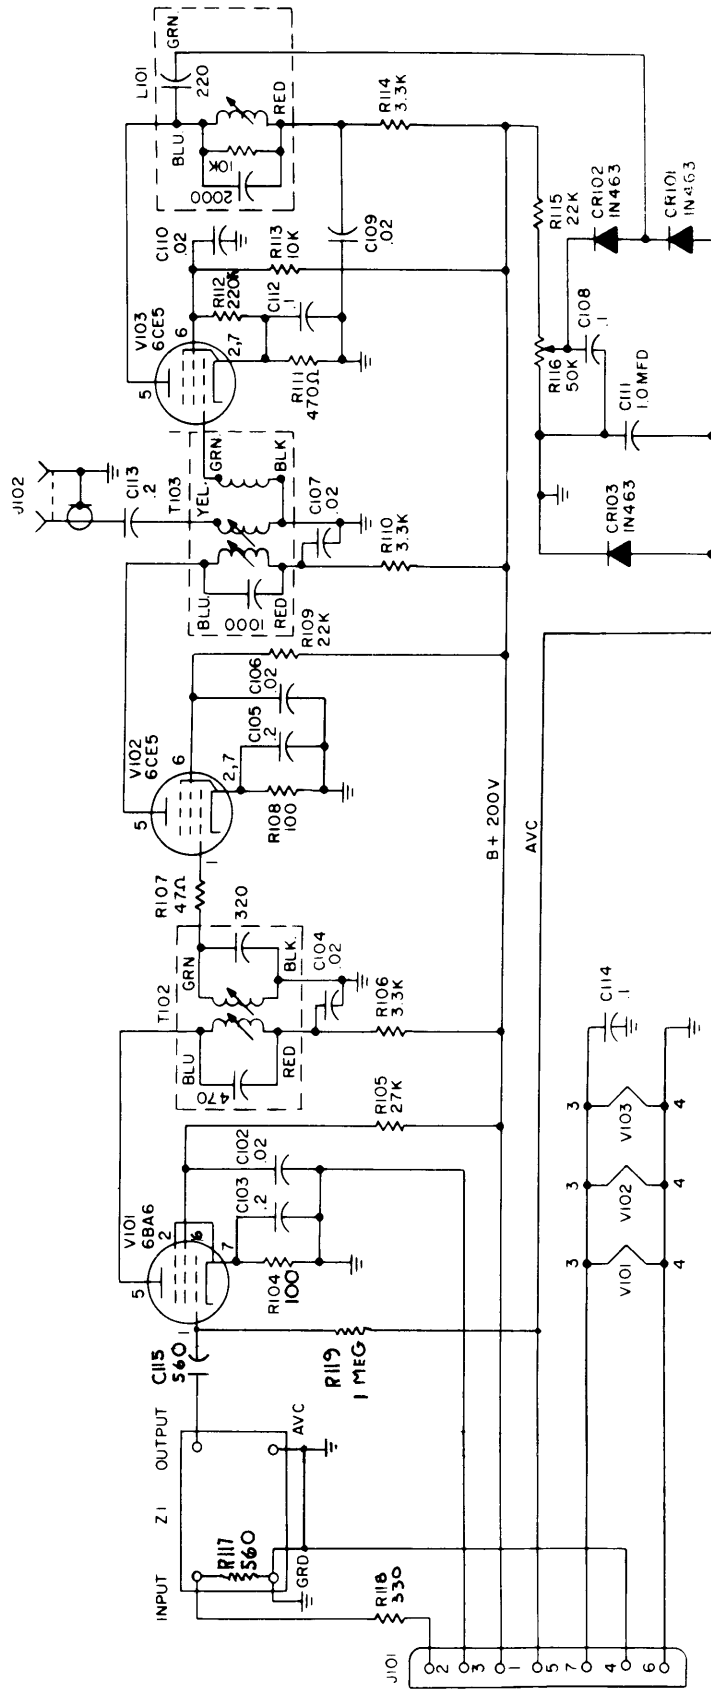 J101
2
3
1
5
7
4
6
INPUT
R117
560
GRD
R118
330
Z1
OUTPUT
AVC
C115
560
R119
1 MEG
V101
6BA6
5
1
2
6
7
R104
100
C103
.2
C102
.02
R105
27K
T102
BLU
470
RED
GRN
BLK.
320
C104
.02
R106
3.3K
R107
47Ω
V102
6CE5
5
1
6
2,7
R108
100
C105
.2
C106
.02
R109
22K
J102
C113
.2
T103
BLU.
1000
RED
YEL.
GRN.
BLK
C107
.02
R110
3.3K
V103
6CE5
5
6
2,7
R111
470Ω
R112
220K
C112
.1
C110
.02
R113
10K
C109
.02
L101
220
GRN.
BLU.
10K
2000
RED
R114
3.3K
B+ 200V
AVC
R115
22K
R116
50K
C108
.1
C111
1.0MFD
CR103
IN463
CR102
IN463
CR101
IN463
3
V101
4
3
V102
4
3
V103
4
C114
.1